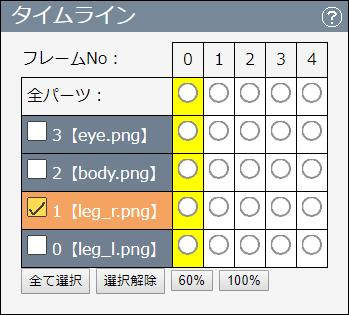 タイムライン ?
フレームNo： 0 1 2 3 4
全パーツ：
3【eye.png】
2【body.png】
1【leg_r.png】
0【leg_l.png】
全て選択 選択解除 60% 100%